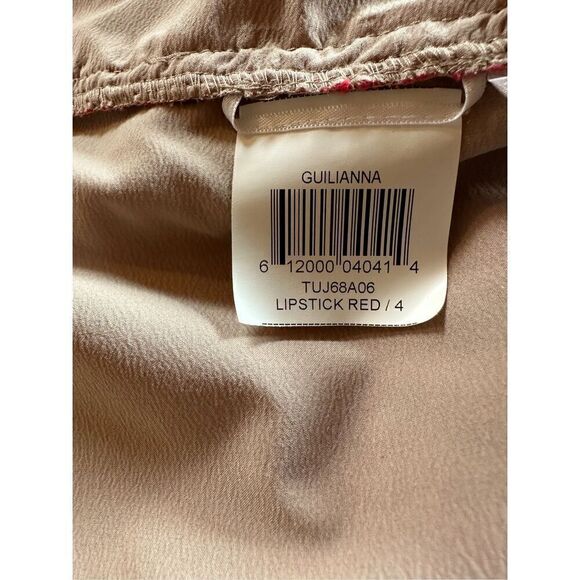 GUILIANNA
6 12000 04041 4
TUJ68A06
LIPSTICK RED / 4